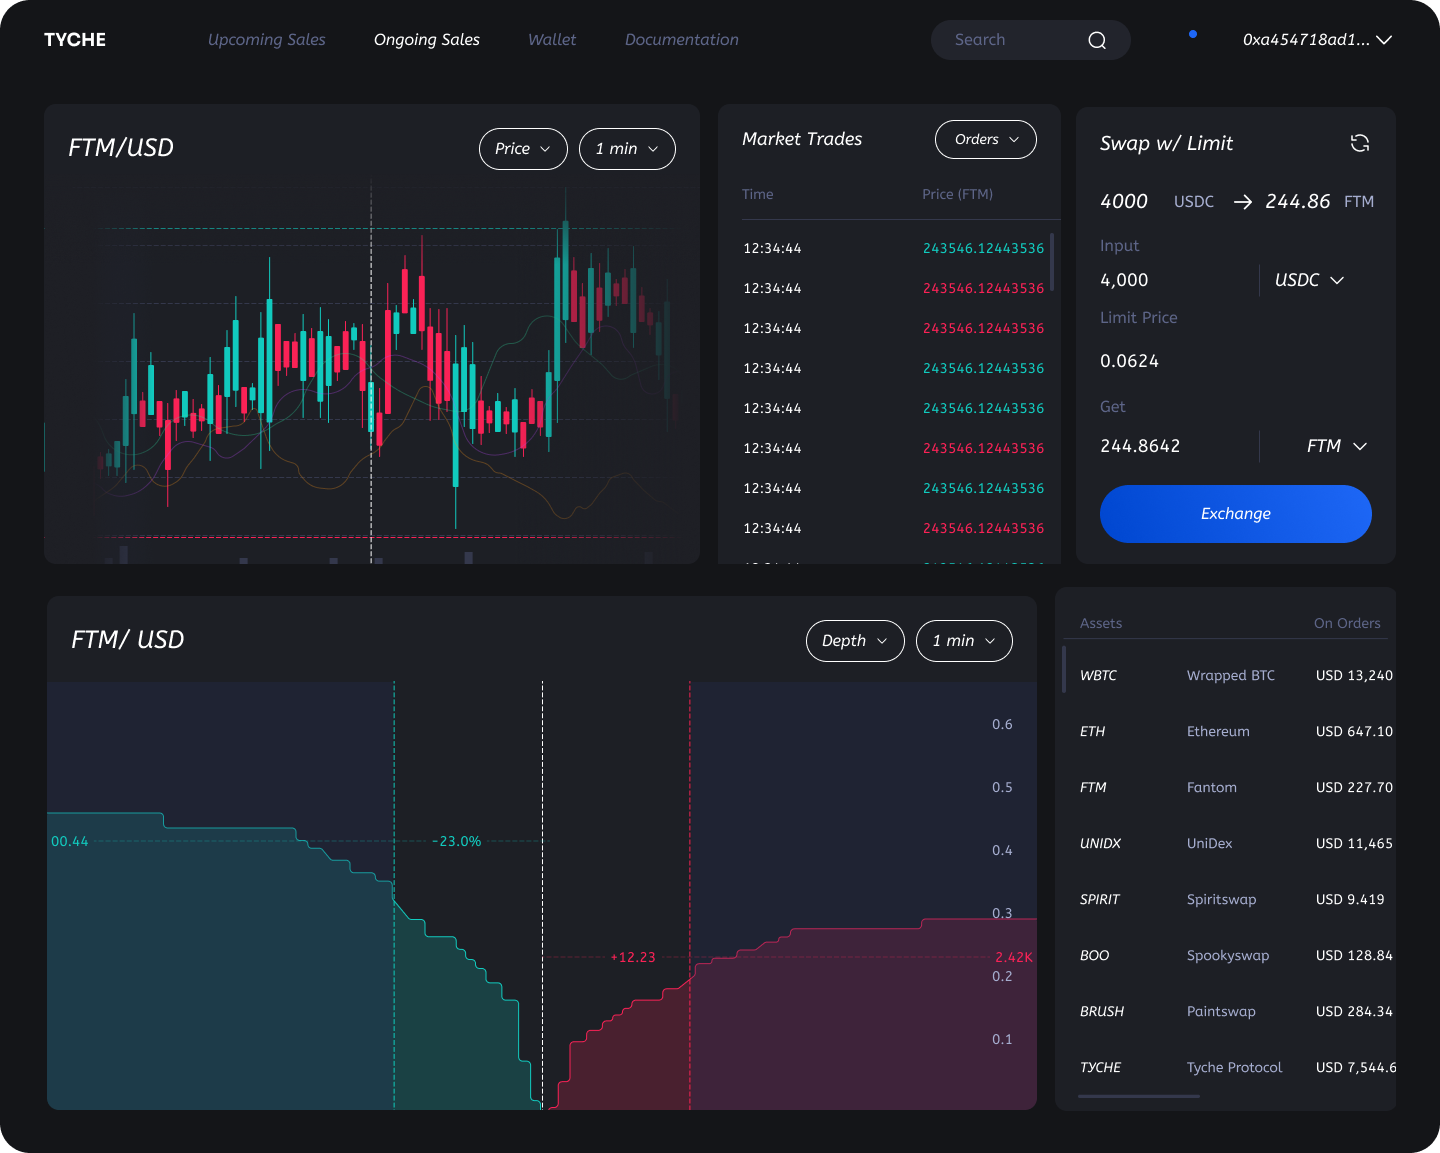 TYCHE
Upcoming Sales
Ongoing Sales
Wallet
Documentation
Search
0xa454718ad1...
FTM/USD
Price
1 min
Market Trades
Orders
Time Price (FTM)
12:34:44 243546.12443536
12:34:44 243546.12443536
12:34:44 243546.12443536
12:34:44 243546.12443536
12:34:44 243546.12443536
12:34:44 243546.12443536
12:34:44 243546.12443536
12:34:44 243546.12443536
Swap w/ Limit
4000 USDC → 244.86 FTM
Input
4,000 USDC
Limit Price
0.0624
Get
244.8642 FTM
Exchange
FTM/ USD
Depth
1 min
0.6
0.5
00.44
-23.0%
0.4
0.3
+12.23
2.42K
0.2
0.1
Assets On Orders
WBTC Wrapped BTC USD 13,240
ETH Ethereum USD 647.10
FTM Fantom USD 227.70
UNIDX UniDex USD 11,465
SPIRIT Spiritswap USD 9.419
BOO Spookyswap USD 128.84
BRUSH Paintswap USD 284.34
TYCHE Tyche Protocol USD 7,544.6